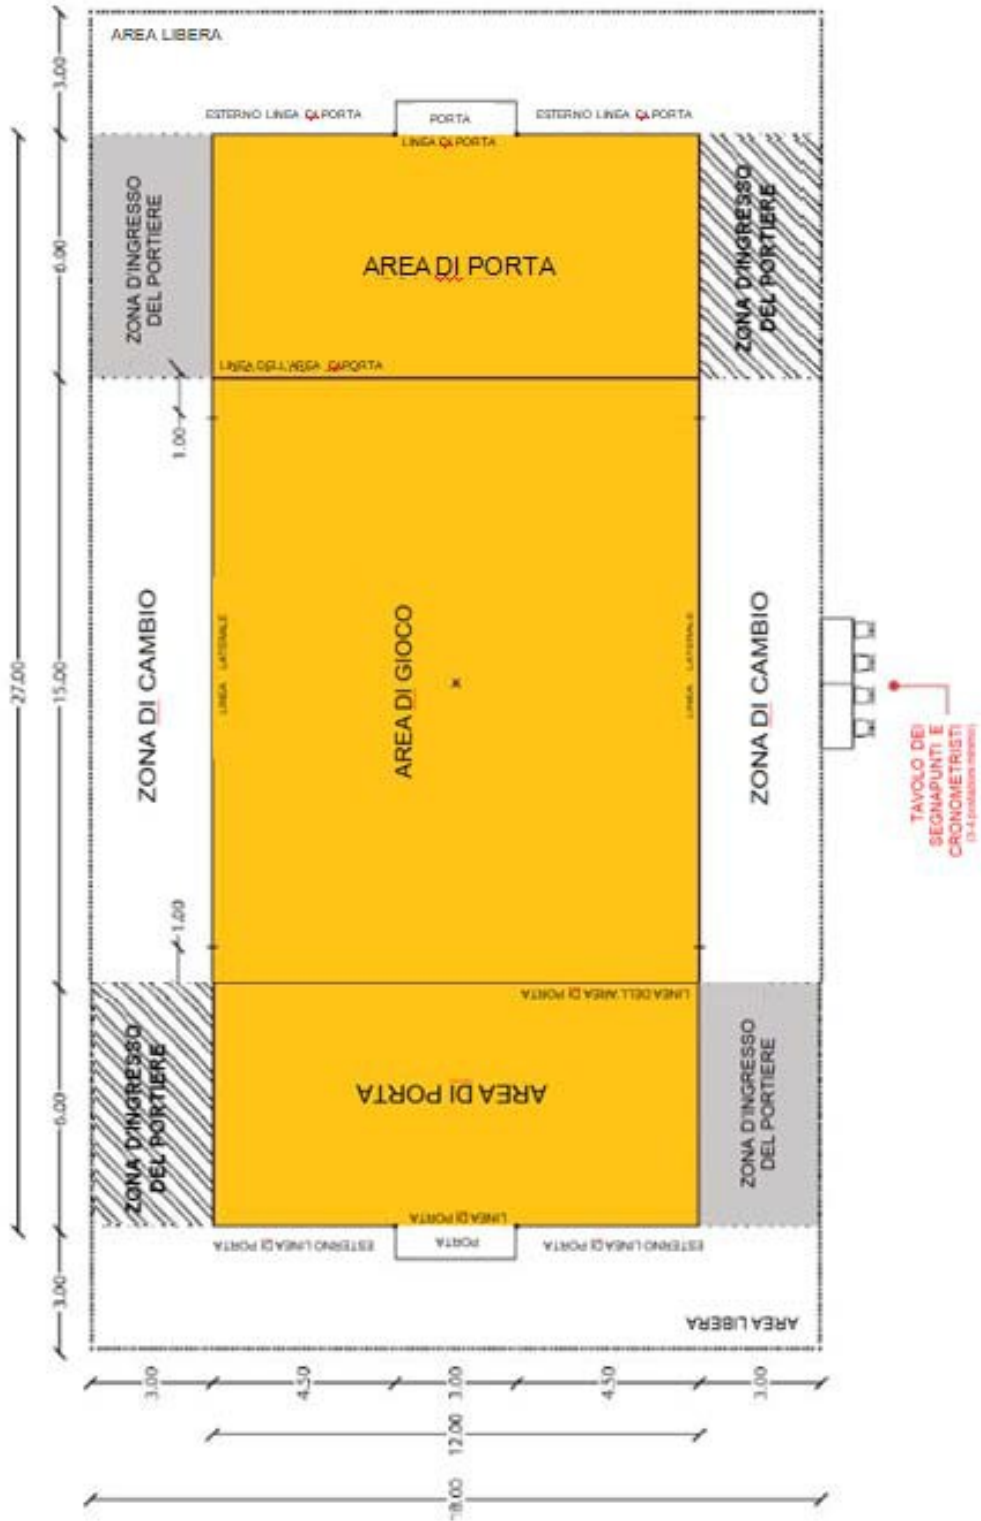 AREA LIBERA
3.00
ESTERNO LINEA DI PORTA
PORTA
ESTERNO LINEA DI PORTA
LINEA DI PORTA
ZONA D'INGRESSO
DEL PORTIERE
6.00
AREA DI PORTA
ZONA D'INGRESSO
DEL PORTIERE
LINEA DELL'AREA DI PORTA
1.00
27.00
15.00
ZONA DI CAMBIO
LINEA LATERALE
AREA DI GIOCO
x
LINEA LATERALE
ZONA DI CAMBIO
TAVOLO DEI
SEGNAPUNTI E
CRONOMETRISTI
1.00
LINEA DELL'AREA DI PORTA
6.00
ZONA D'INGRESSO
DEL PORTIERE
AREA DI PORTA
ZONA D'INGRESSO
DEL PORTIERE
LINEA DI PORTA
ESTERNO LINEA DI PORTA
PORTA
ESTERNO LINEA DI PORTA
3.00
AREA LIBERA
3.00
4.50
3.00
4.50
3.00
12.00
18.00